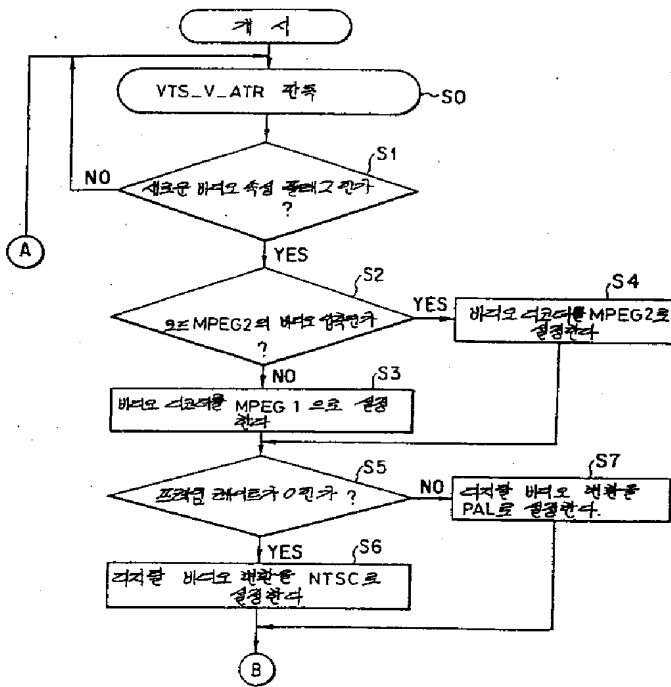 개 시
VTS_V_ATR 판독
S0
S1
NO
새로운 비디오 속성 플래그 인가
?
A
YES
S2
S4
MPEG2의 비디오 압축인가
?
YES
비디오 디코더를 MPEG2로
설정한다
NO
S3
비디오 디코더를 MPEG 1 으로 설정
한다
S5
S7
프레임 레이트가 0 인가 ?
NO
디지탈 비디오 변환을
PAL로 설정한다.
YES
S6
디지탈 비디오 변환을 NTSC로
설정한다
B